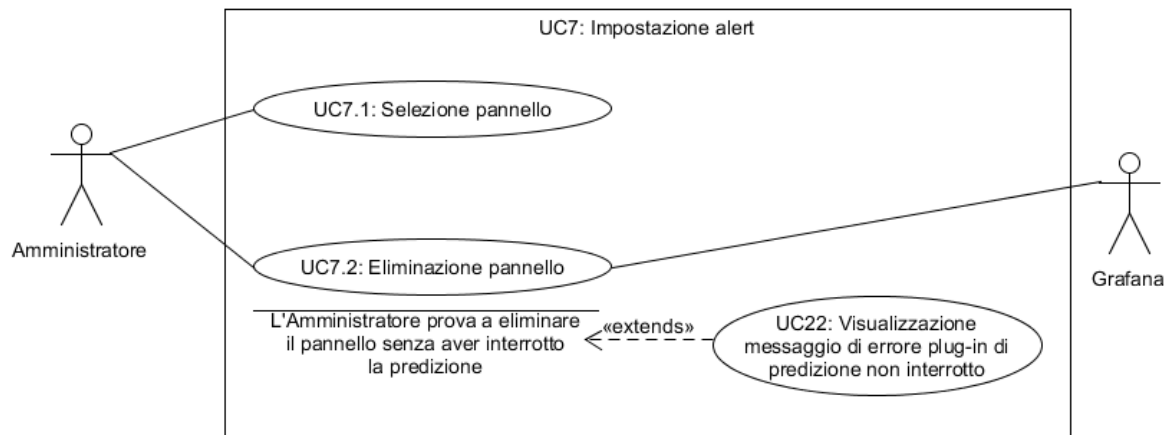 UC7: Impostazione alert
UC7.1: Selezione pannello
Amministratore
UC7.2: Eliminazione pannello
Grafana
L'Amministratore prova a eliminare
il pannello senza aver interrotto
la predizione
«extends»
UC22: Visualizzazione
messaggio di errore plug-in di
predizione non interrotto